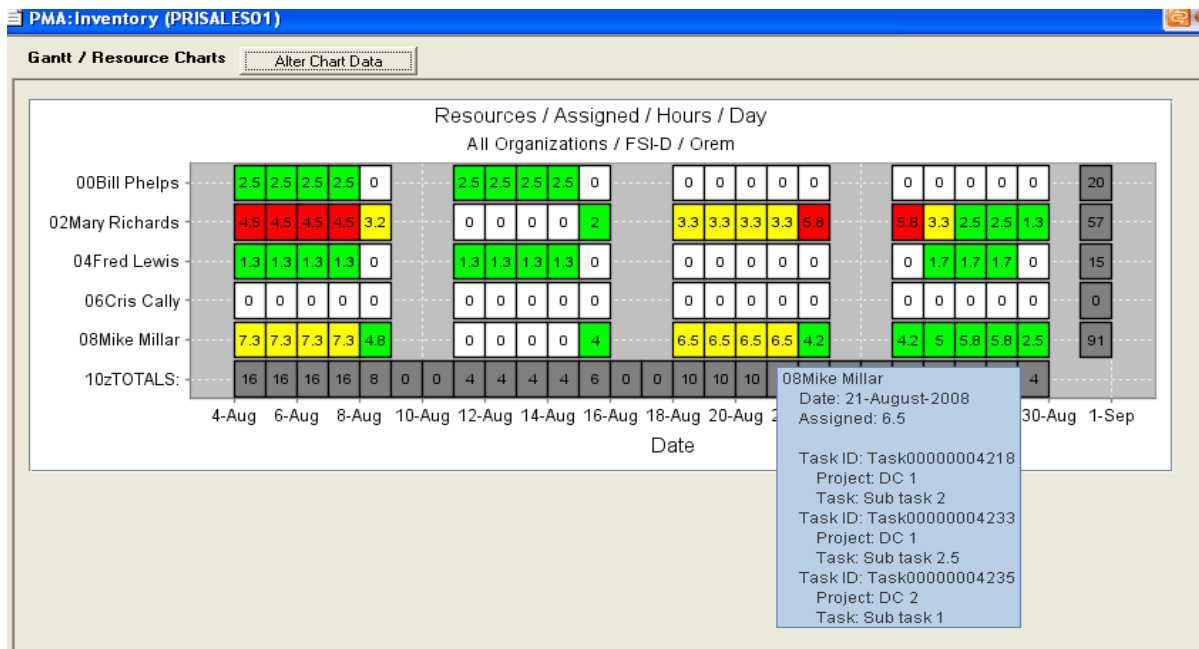 PMA:Inventory (PRISALES01)
Gantt / Resource Charts Alter Chart Data
Resources / Assigned / Hours / Day
All Organizations / FSI-D / Orem
00Bill Phelps 2.5 2.5 2.5 2.5 0 2.5 2.5 2.5 2.5 0 0 0 0 0 0 0 0 0 0 0 20
02Mary Richards 4.5 4.5 4.5 4.5 3.2 0 0 0 0 2 3.3 3.3 3.3 3.3 5.8 5.8 3.3 2.5 2.5 1.3 57
04Fred Lewis 1.3 1.3 1.3 1.3 0 1.3 1.3 1.3 1.3 0 0 0 0 0 0 0 1.7 1.7 1.7 0 15
06Cris Cally 0 0 0 0 0 0 0 0 0 0 0 0 0 0 0 0 0 0 0 0 0
08Mike Millar 7.3 7.3 7.3 7.3 4.8 0 0 0 0 4 6.5 6.5 6.5 6.5 4.2 4.2 5 5.8 5.8 2.5 91
10zTOTALS: 16 16 16 16 8 0 0 4 4 4 4 6 0 0 10 10 10 4
4-Aug 6-Aug 8-Aug 10-Aug 12-Aug 14-Aug 16-Aug 18-Aug 20-Aug 30-Aug 1-Sep
Date
08Mike Millar
Date: 21-August-2008
Assigned: 6.5
Task ID: Task00000004218
Project: DC 1
Task: Sub task 2
Task ID: Task00000004233
Project: DC 1
Task: Sub task 2.5
Task ID: Task00000004235
Project: DC 2
Task: Sub task 1